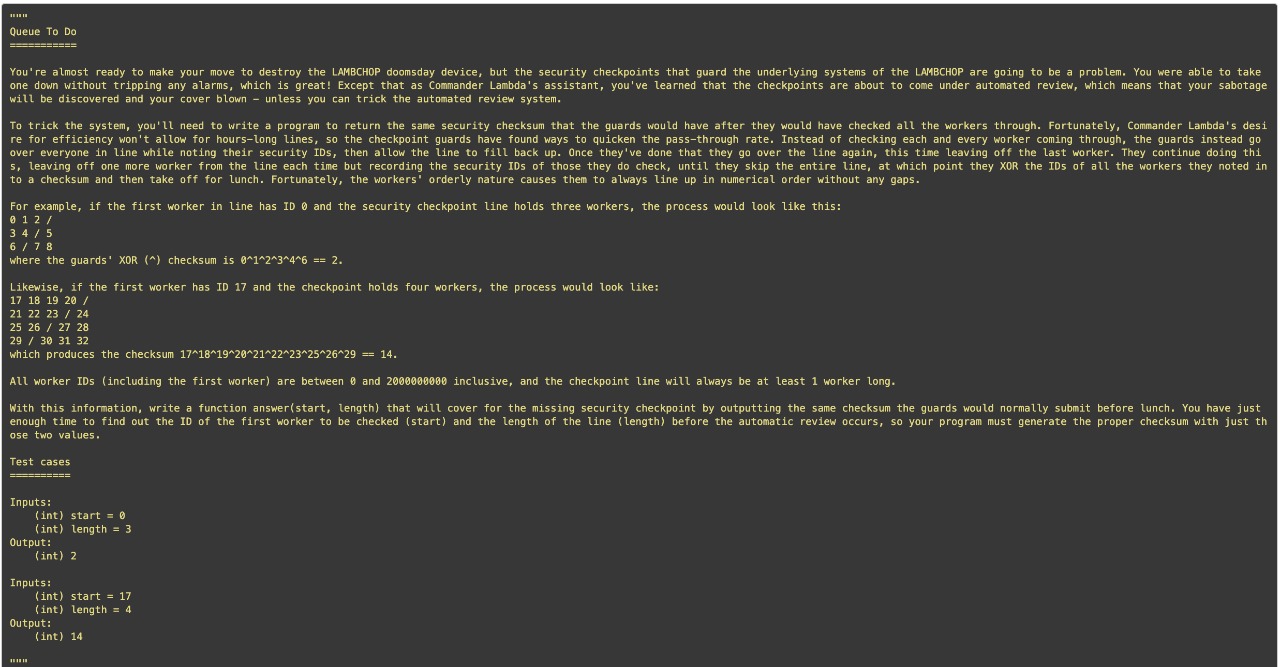 """
Queue To Do
===========
You're almost ready to make your move to destroy the LAMBCHOP doomsday device, but the security checkpoints that guard the underlying systems of the LAMBCHOP are going to be a problem. You were able to take
one down without tripping any alarms, which is great! Except that as Commander Lambda's assistant, you've learned that the checkpoints are about to come under automated review, which means that your sabotage
will be discovered and your cover blown – unless you can trick the automated review system.
To trick the system, you'll need to write a program to return the same security checksum that the guards would have after they would have checked all the workers through. Fortunately, Commander Lambda's desi
re for efficiency won't allow for hours-long lines, so the checkpoint guards have found ways to quicken the pass-through rate. Instead of checking each and every worker coming through, the guards instead go
over everyone in line while noting their security IDs, then allow the line to fill back up. Once they've done that they go over the line again, this time leaving off the last worker. They continue doing thi
s, leaving off one more worker from the line each time but recording the security IDs of those they do check, until they skip the entire line, at which point they XOR the IDs of all the workers they noted in
to a checksum and then take off for lunch. Fortunately, the workers' orderly nature causes them to always line up in numerical order without any gaps.
For example, if the first worker in line has ID 0 and the security checkpoint line holds three workers, the process would look like this:
0 1 2 /
3 4 / 5
6 / 7 8
where the guards' XOR (^) checksum is 0^1^2^3^4^6 == 2.
Likewise, if the first worker has ID 17 and the checkpoint holds four workers, the process would look like:
17 18 19 20 /
21 22 23 / 24
25 26 / 27 28
29 / 30 31 32
which produces the checksum 17^18^19^20^21^22^23^25^26^29 == 14.
All worker IDs (including the first worker) are between 0 and 2000000000 inclusive, and the checkpoint line will always be at least 1 worker long.
With this information, write a function answer(start, length) that will cover for the missing security checkpoint by outputting the same checksum the guards would normally submit before lunch. You have just
enough time to find out the ID of the first worker to be checked (start) and the length of the line (length) before the automatic review occurs, so your program must generate the proper checksum with just th
ose two values.
Test cases
==========
Inputs:
(int) start = 0
(int) length = 3
Output:
(int) 2
Inputs:
(int) start = 17
(int) length = 4
Output:
(int) 14
"""